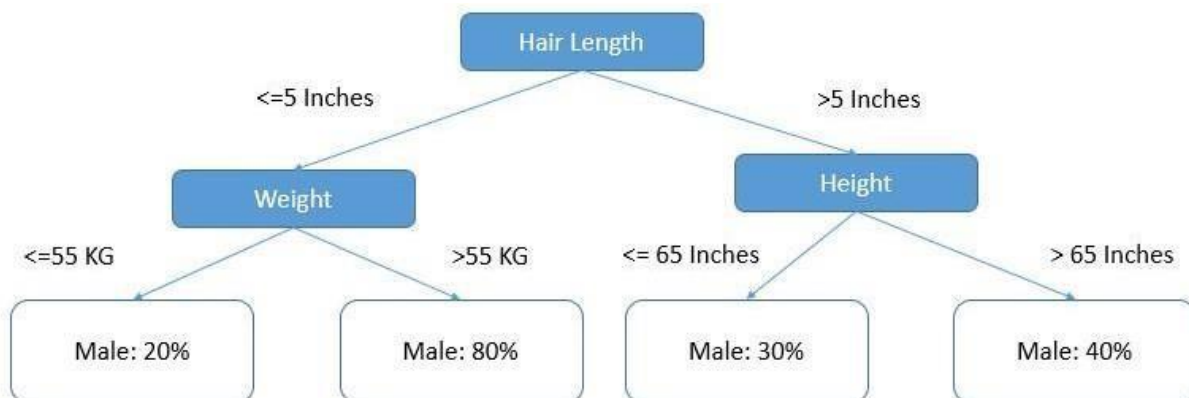 Hair Length
<=5 Inches
>5 Inches
Weight
Height
<=55 KG
>55 KG
<= 65 Inches
> 65 Inches
Male: 20%
Male: 80%
Male: 30%
Male: 40%